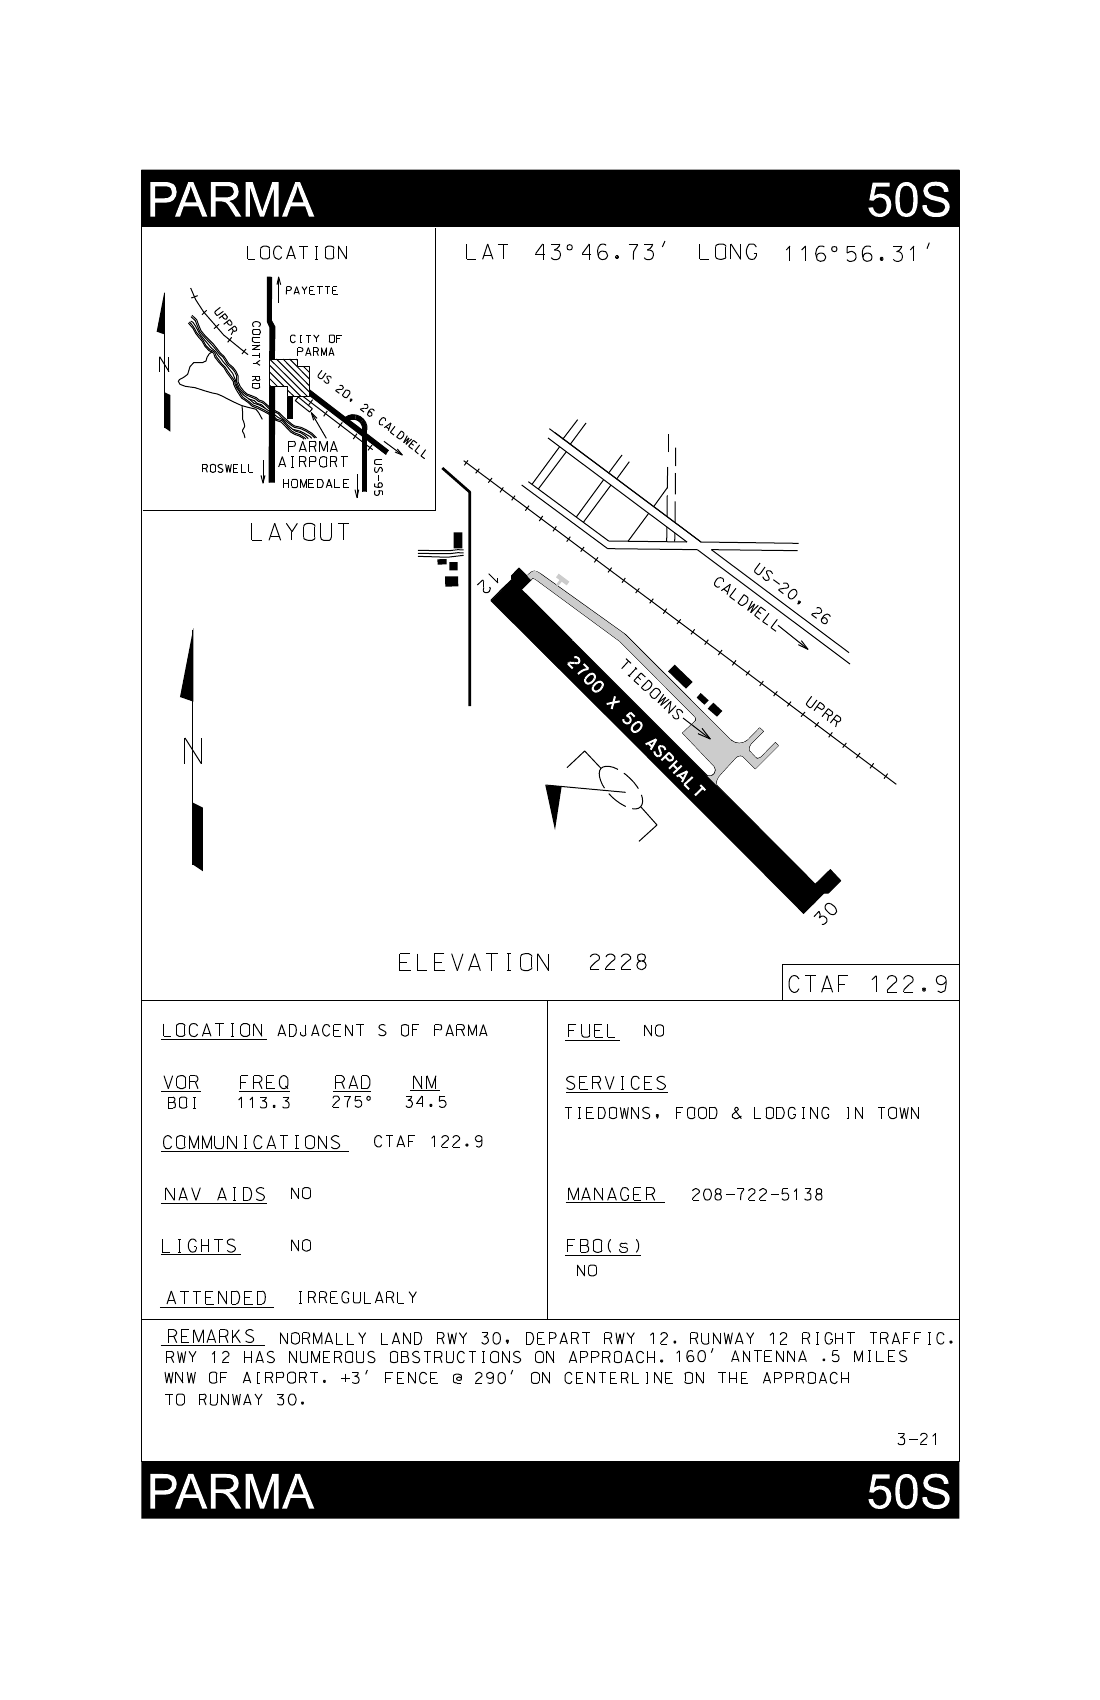 PARMA 50S
LOCATION
LAT 43°46.73′ LONG 116°56.31′
PAYETTE
UPPR
COUNTY RD
CITY OF
PARMA
N
US 20, 26 CALDWELL
PARMA
AIRPORT
ROSWELL
HOMEDALE
US-95
LAYOUT
US-20, 26
CALDWELL
12
TIEDOWNS
2700 X 50 ASPHALT
UPRR
N
30
ELEVATION 2228
CTAF 122.9
LOCATION ADJACENT S OF PARMA
VOR FREQ RAD NM
BOI 113.3 275° 34.5
COMMUNICATIONS CTAF 122.9
NAV AIDS NO
LIGHTS NO
ATTENDED IRREGULARLY
FUEL NO
SERVICES
TIEDOWNS, FOOD & LODGING IN TOWN
MANAGER 208-722-5138
FBO(s)
NO
REMARKS NORMALLY LAND RWY 30, DEPART RWY 12. RUNWAY 12 RIGHT TRAFFIC.
RWY 12 HAS NUMEROUS OBSTRUCTIONS ON APPROACH. 160′ ANTENNA .5 MILES
WNW OF AIRPORT. +3′ FENCE @ 290′ ON CENTERLINE ON THE APPROACH
TO RUNWAY 30.
3-21
PARMA 50S